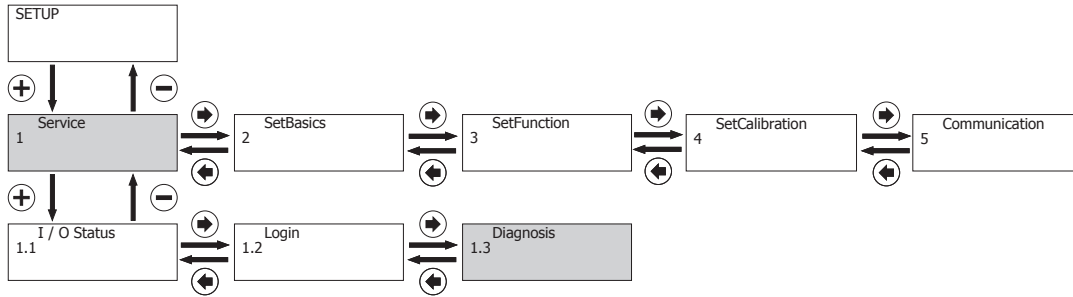 SETUP
Service
1
SetBasics
2
SetFunction
3
SetCalibration
4
Communication
5
I / O Status
1.1
Login
1.2
Diagnosis
1.3